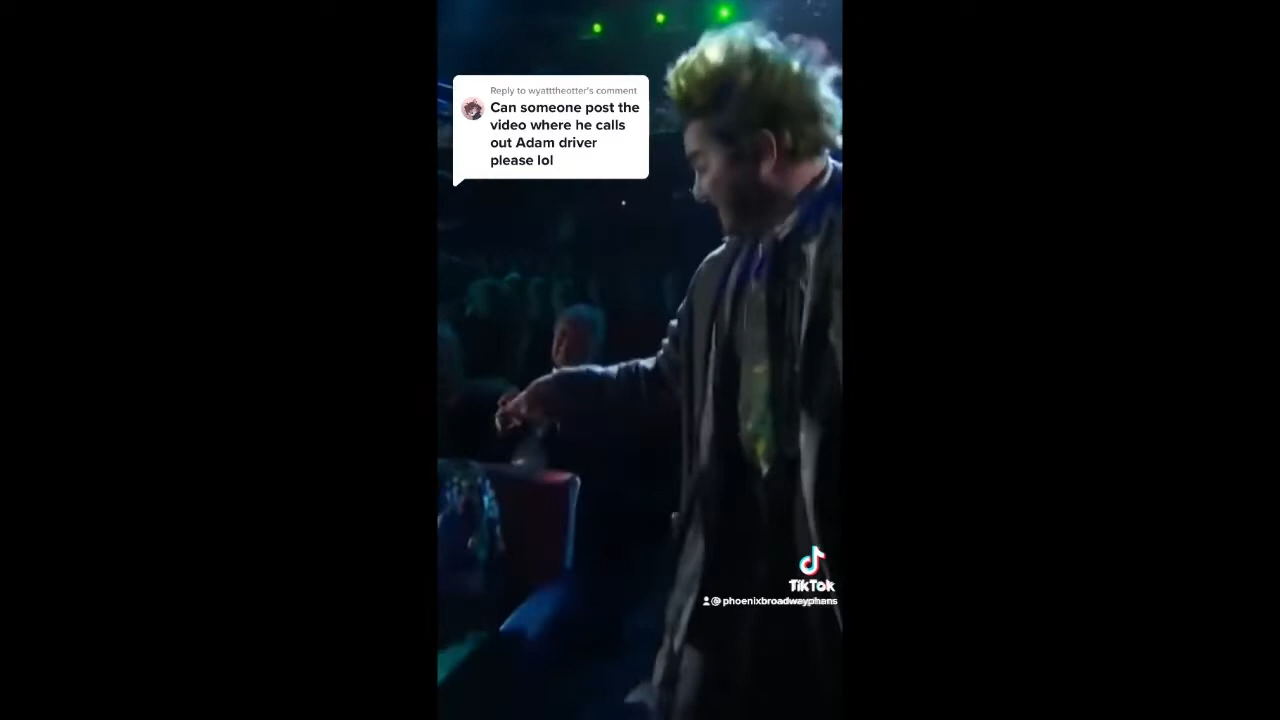 Reply to wyatttheotter's comment
Can someone post the
video where he calls
out Adam driver
please lol
TikTok
@ phoenixbroadwayphans